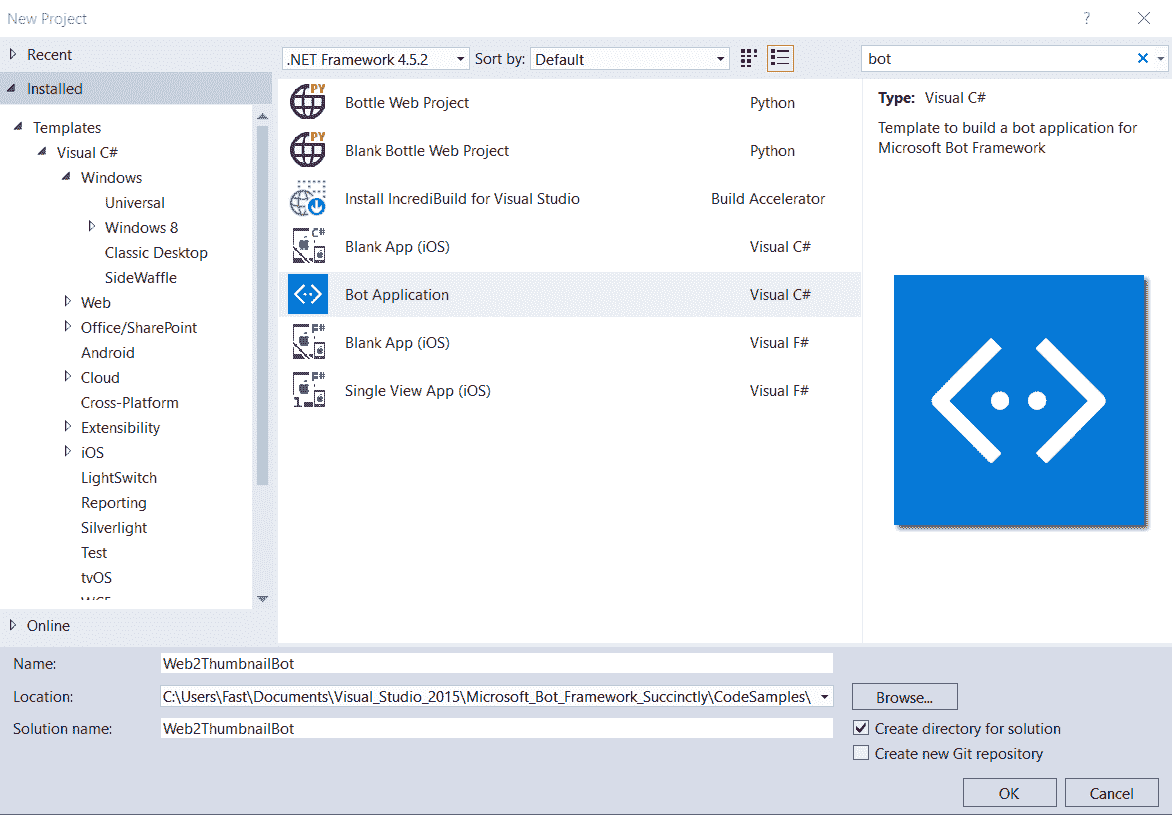 New Project
?
Recent
Installed
.NET Framework 4.5.2 Sort by: Default
bot
Templates
Visual C#
Windows
Universal
Windows 8
Classic Desktop
SideWaffle
Web
Office/SharePoint
Android
Cloud
Cross-Platform
Extensibility
iOS
LightSwitch
Reporting
Silverlight
Test
tvOS
Online
PY
Bottle Web Project Python
PY
Blank Bottle Web Project Python
Install IncrediBuild for Visual Studio Build Accelerator
C#
Blank App (iOS) Visual C#
Bot Application Visual C#
F#
Blank App (iOS) Visual F#
F#
1
Single View App (iOS) Visual F#
Type: Visual C#
Template to build a bot application for
Microsoft Bot Framework
Name: Web2ThumbnailBot
Location: C:\Users\Fast\Documents\Visual_Studio_2015\Microsoft_Bot_Framework_Succinctly\CodeSamples\ Browse...
Solution name: Web2ThumbnailBot
Create directory for solution
Create new Git repository
OK Cancel